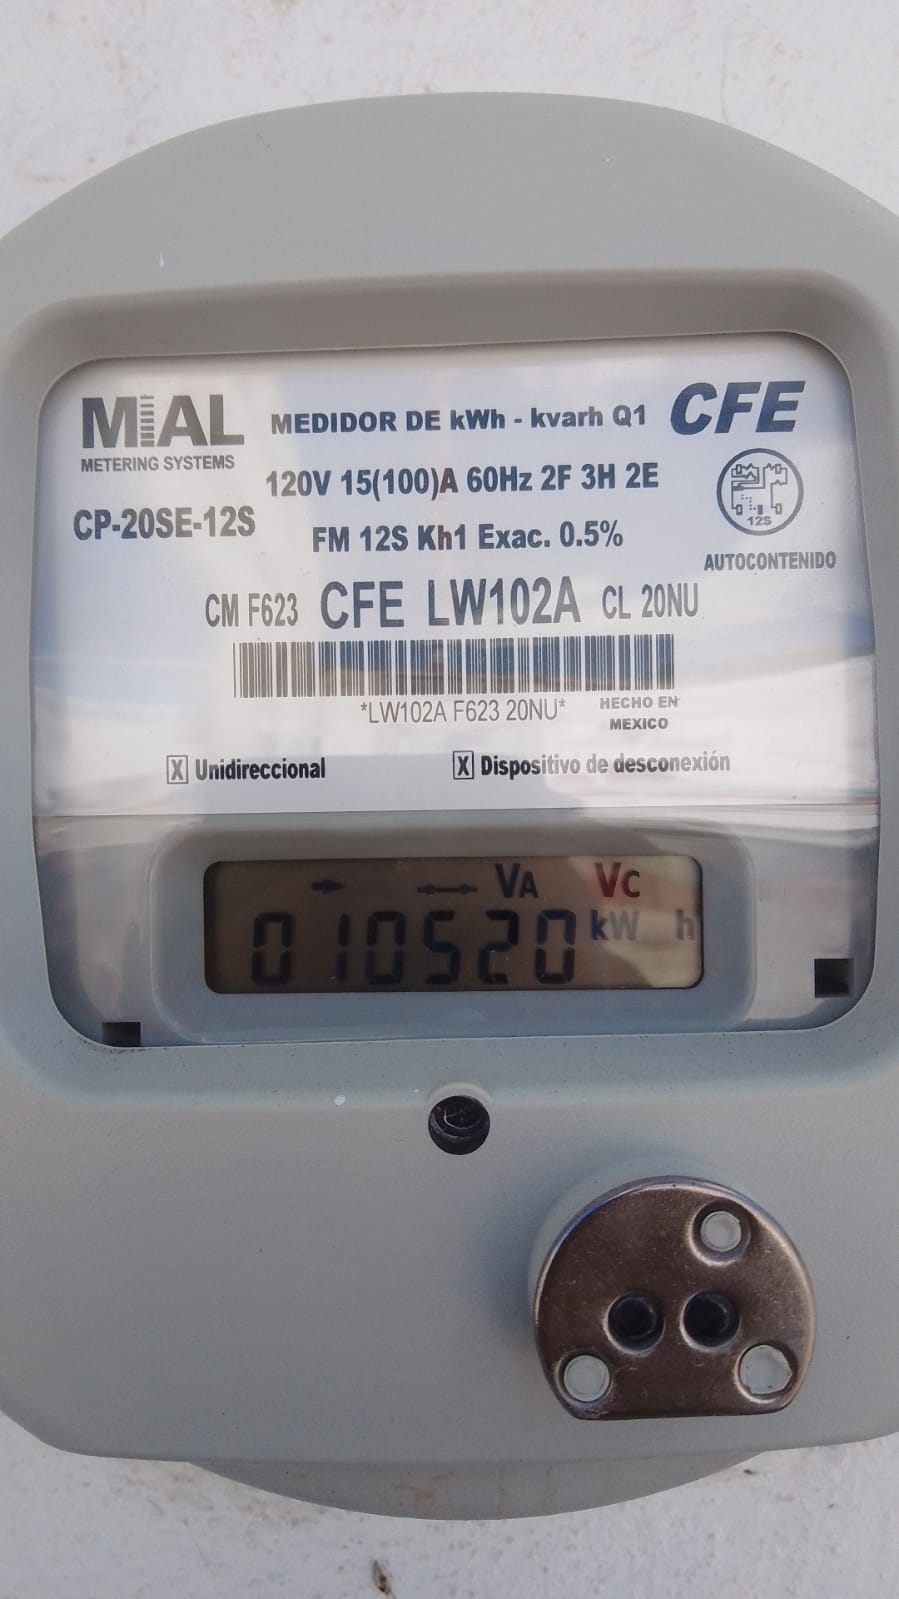 MIAL
METERING SYSTEMS
MEDIDOR DE kWh - kvarh Q1
CFE
120V 15(100)A 60Hz 2F 3H 2E
CP-20SE-12S
FM 12S Kh1 Exac. 0.5%
12S
AUTOCONTENIDO
CM F623 CFE LW102A CL 20NU
*LW102A F623 20NU*
HECHO EN
MEXICO
X Unidireccional
X Dispositivo de desconexión
VA VC
010520 kW h